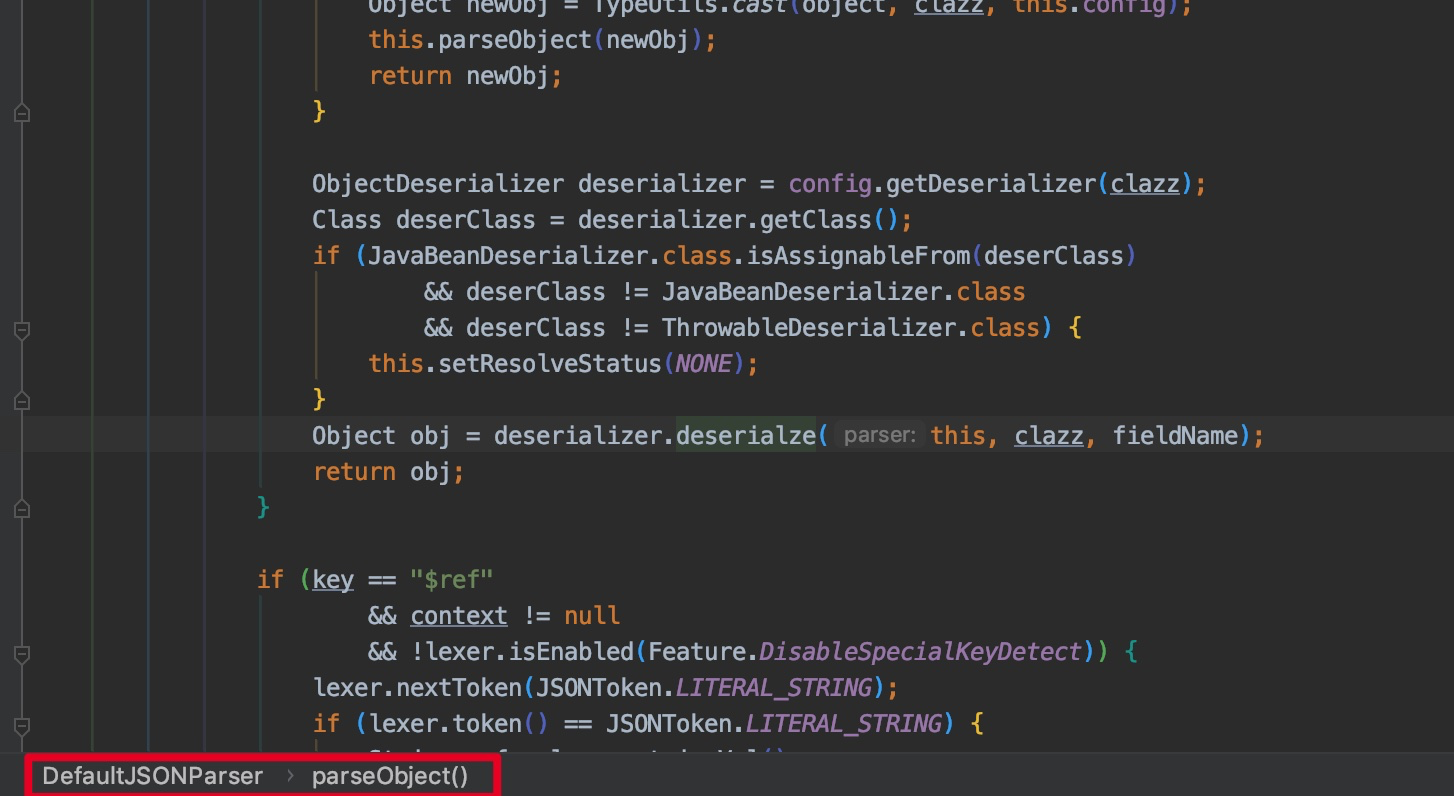 Object newObj = TypeUtils.cast(object, clazz, this.config);
this.parseObject(newObj);
return newObj;
}
ObjectDeserializer deserializer = config.getDeserializer(clazz);
Class deserClass = deserializer.getClass();
if (JavaBeanDeserializer.class.isAssignableFrom(deserClass)
&& deserClass != JavaBeanDeserializer.class
&& deserClass != ThrowableDeserializer.class) {
this.setResolveStatus(NONE);
}
Object obj = deserializer.deserialze( parser: this, clazz, fieldName);
return obj;
}
if (key == "$ref"
&& context != null
&& !lexer.isEnabled(Feature.DisableSpecialKeyDetect)) {
lexer.nextToken(JSONToken.LITERAL_STRING);
if (lexer.token() == JSONToken.LITERAL_STRING) {
DefaultJSONParser › parseObject()